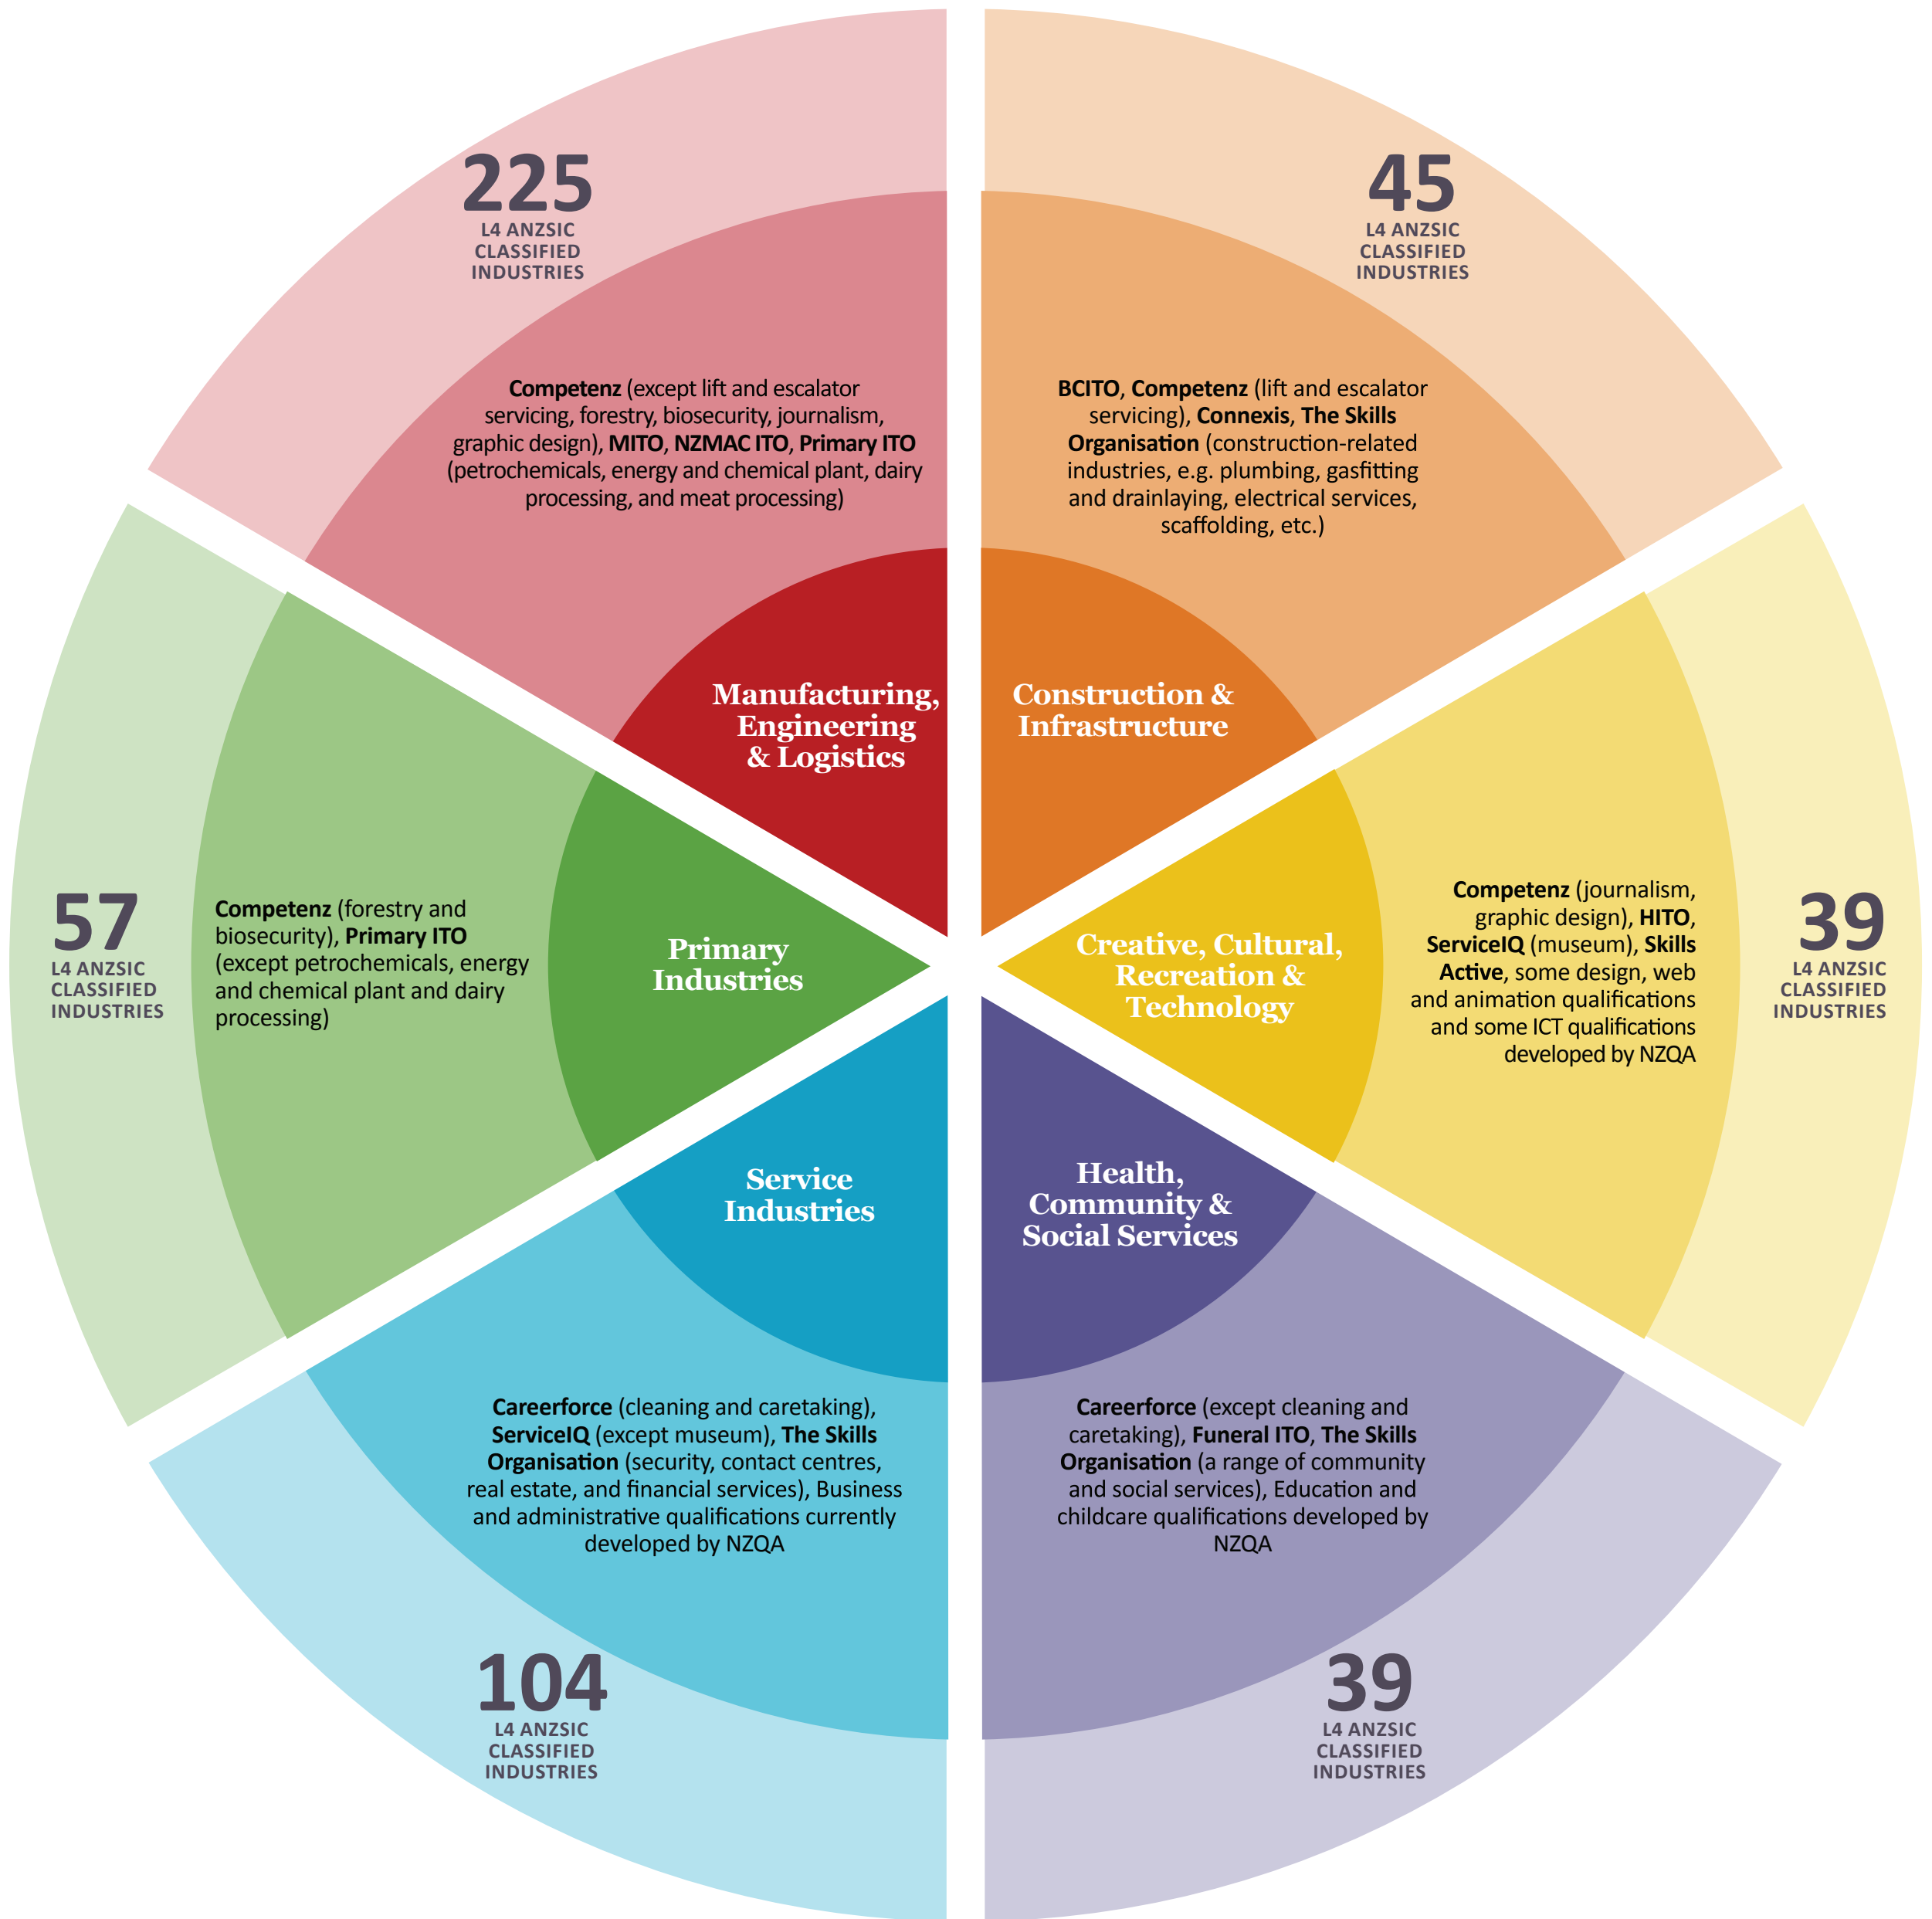 225
L4 ANZSIC
CLASSIFIED
INDUSTRIES
Competenz (except lift and escalator
servicing, forestry, biosecurity, journalism,
graphic design), MITO, NZMAC ITO, Primary ITO
(petrochemicals, energy and chemical plant, dairy
processing, and meat processing)
Manufacturing,
Engineering
& Logistics
45
L4 ANZSIC
CLASSIFIED
INDUSTRIES
BCITO, Competenz (lift and escalator
servicing), Connexis, The Skills
Organisation (construction-related
industries, e.g. plumbing, gasfitting
and drainlaying, electrical services,
scaffolding, etc.)
Construction &
Infrastructure
57
L4 ANZSIC
CLASSIFIED
INDUSTRIES
Competenz (forestry and
biosecurity), Primary ITO
(except petrochemicals, energy
and chemical plant and dairy
processing)
Primary
Industries
Creative, Cultural,
Recreation &
Technology
Competenz (journalism,
graphic design), HITO,
ServiceIQ (museum), Skills
Active, some design, web
and animation qualifications
and some ICT qualifications
developed by NZQA
39
L4 ANZSIC
CLASSIFIED
INDUSTRIES
Service
Industries
Careerforce (cleaning and caretaking),
ServiceIQ (except museum), The Skills
Organisation (security, contact centres,
real estate, and financial services), Business
and administrative qualifications currently
developed by NZQA
104
L4 ANZSIC
CLASSIFIED
INDUSTRIES
Health,
Community &
Social Services
Careerforce (except cleaning and
caretaking), Funeral ITO, The Skills
Organisation (a range of community
and social services), Education and
childcare qualifications developed by
NZQA
39
L4 ANZSIC
CLASSIFIED
INDUSTRIES